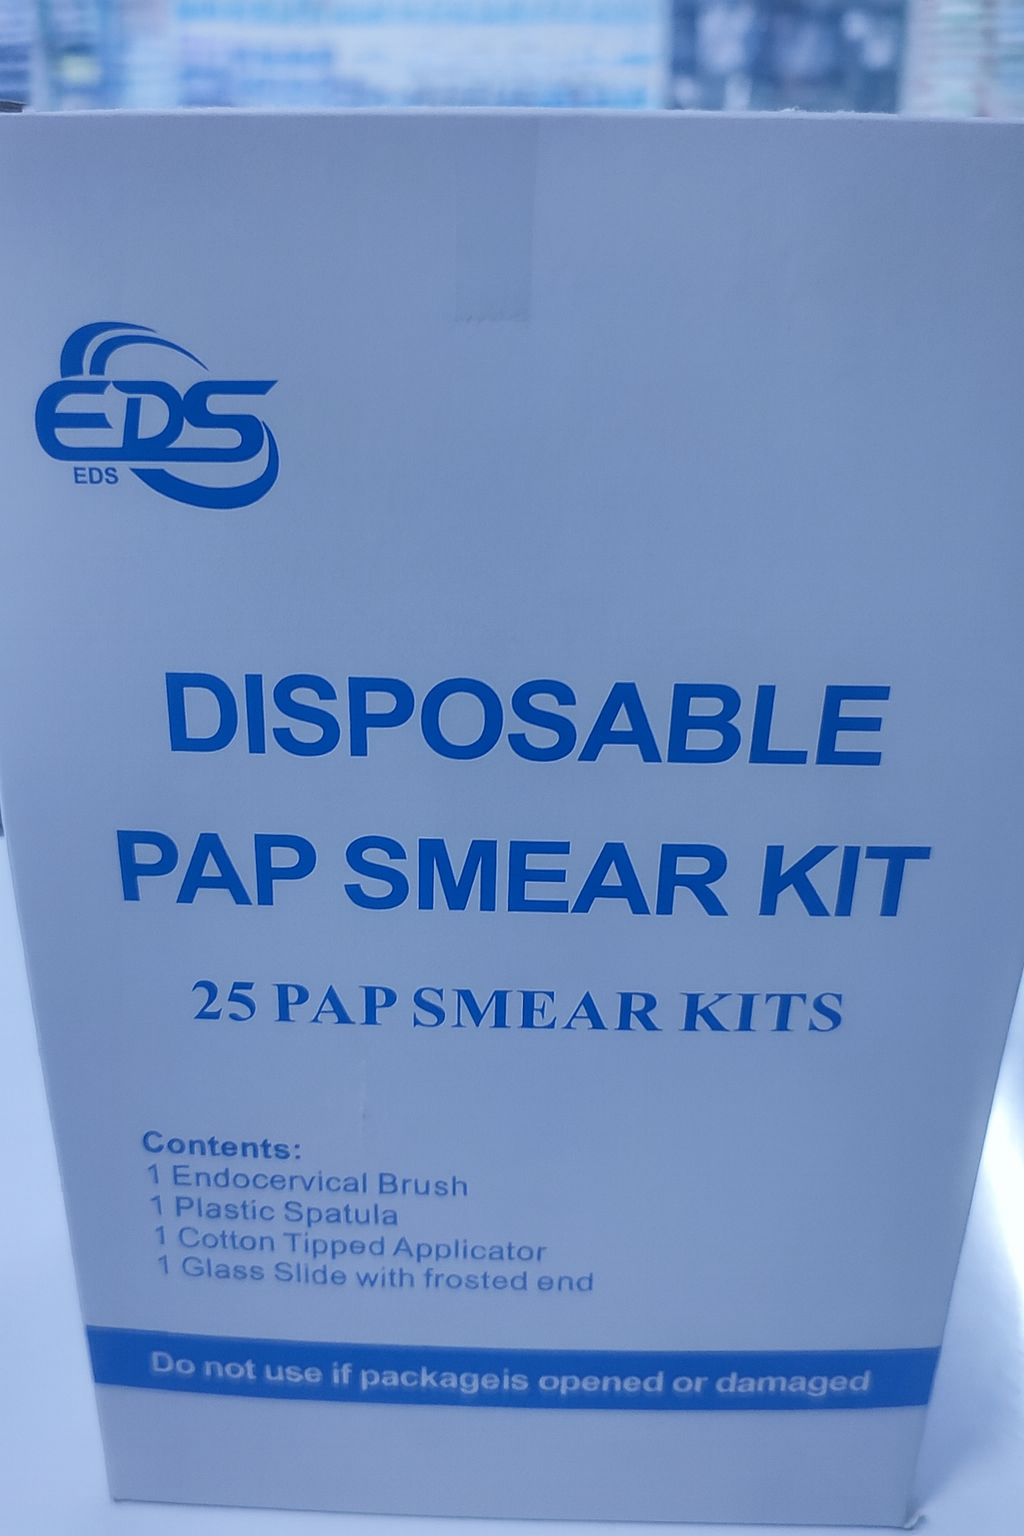 EDS
EDS
DISPOSABLE
PAP SMEAR KIT
25 PAP SMEAR KITS
Contents:
1 Endocervical Brush
1 Plastic Spatula
1 Cotton Tipped Applicator
1 Glass Slide with frosted end
Do not use if packageis opened or damaged